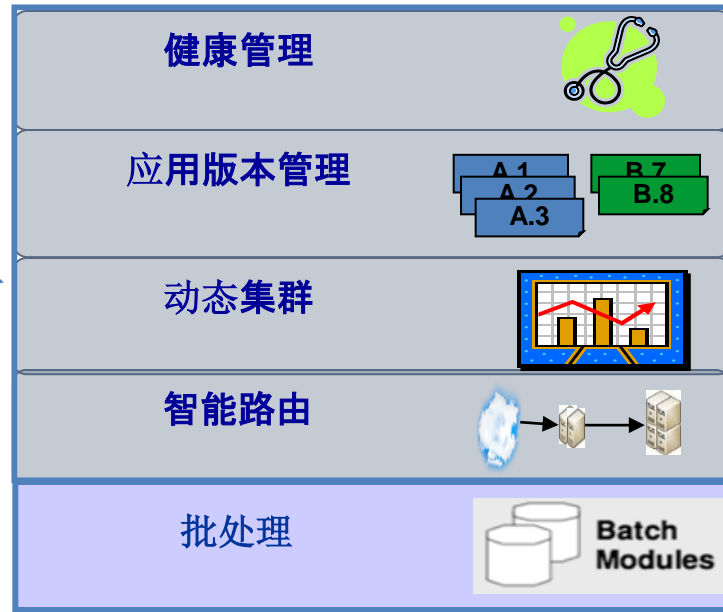 健康管理
应用版本管理
A.1
A.2
A.3
B.7
B.8
动态集群
智能路由
批处理
Batch
Modules